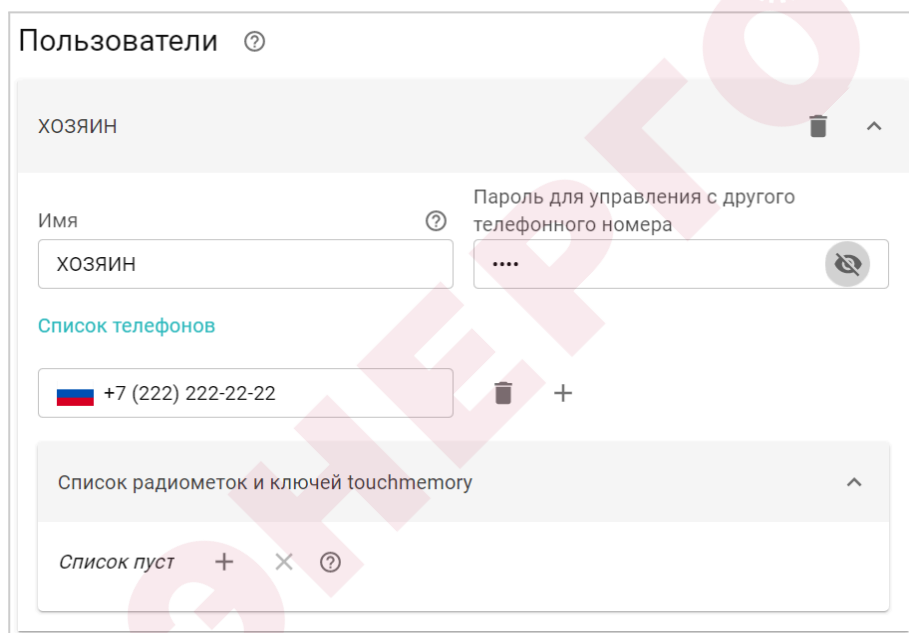 Пользователи
ХОЗЯИН
Имя
Пароль для управления с другого
телефонного номера
ХОЗЯИН
••••
Список телефонов
+7 (222) 222-22-22
Список радиометок и ключей touchmemory
Список пуст
ЭНЕРГО